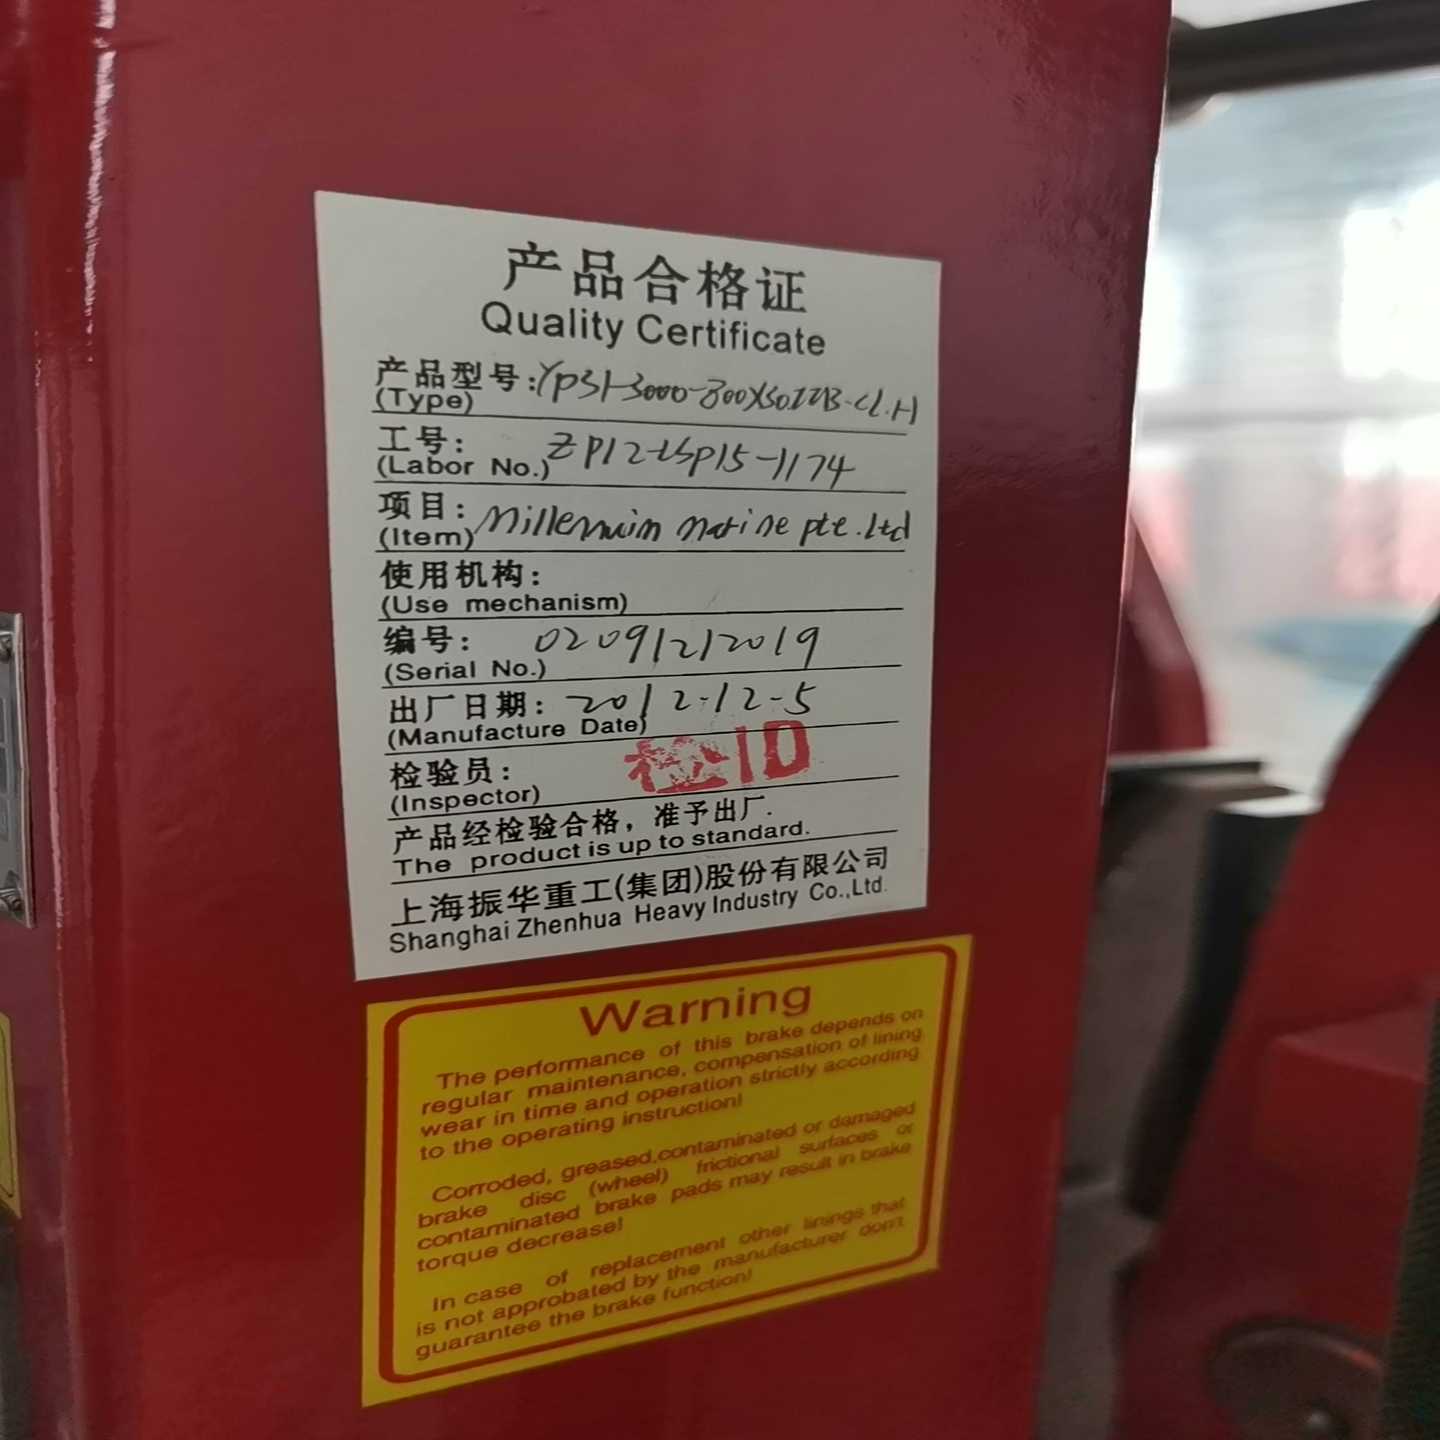 产品合格证
Quality Certificate
产品型号:
(Type)
工号: ZP12-LSP15-1174
(Labor No.)
项目: Millennium marine pte.Ltd
(Item)
使用机构:
(Use mechanism)
编号: 02091212019
(Serial No.)
出厂日期: 2012-12-5
(Manufacture Date)
检验员: 检10
(Inspector)
产品经检验合格，准予出厂.
The product is up to standard.
上海振华重工(集团)股份有限公司
Shanghai Zhenhua Heavy Industry Co.,Ltd.
Warning
The performance of this brake depends on
regular maintenance, compensation of lining
wear in time and operation strictly according
to the operating instruction!
Corroded, greased,contaminated or damaged
brake disc (wheel) frictional surfaces or
contaminated brake pads may result in brake
torque decrease!
In case of replacement other linings that
is not approbated by the manufacturer don't
guarantee the brake function!